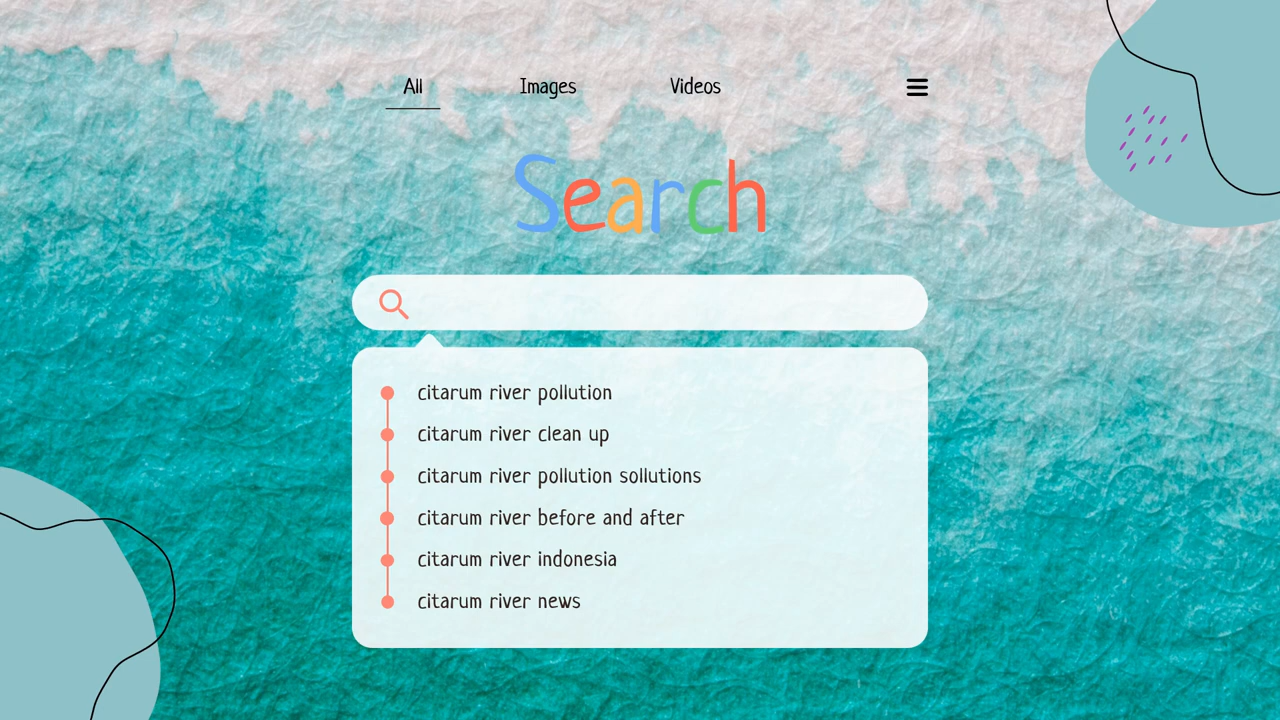 All Images Videos
Search
citarum river pollution
citarum river clean up
citarum river pollution sollutions
citarum river before and after
citarum river indonesia
citarum river news